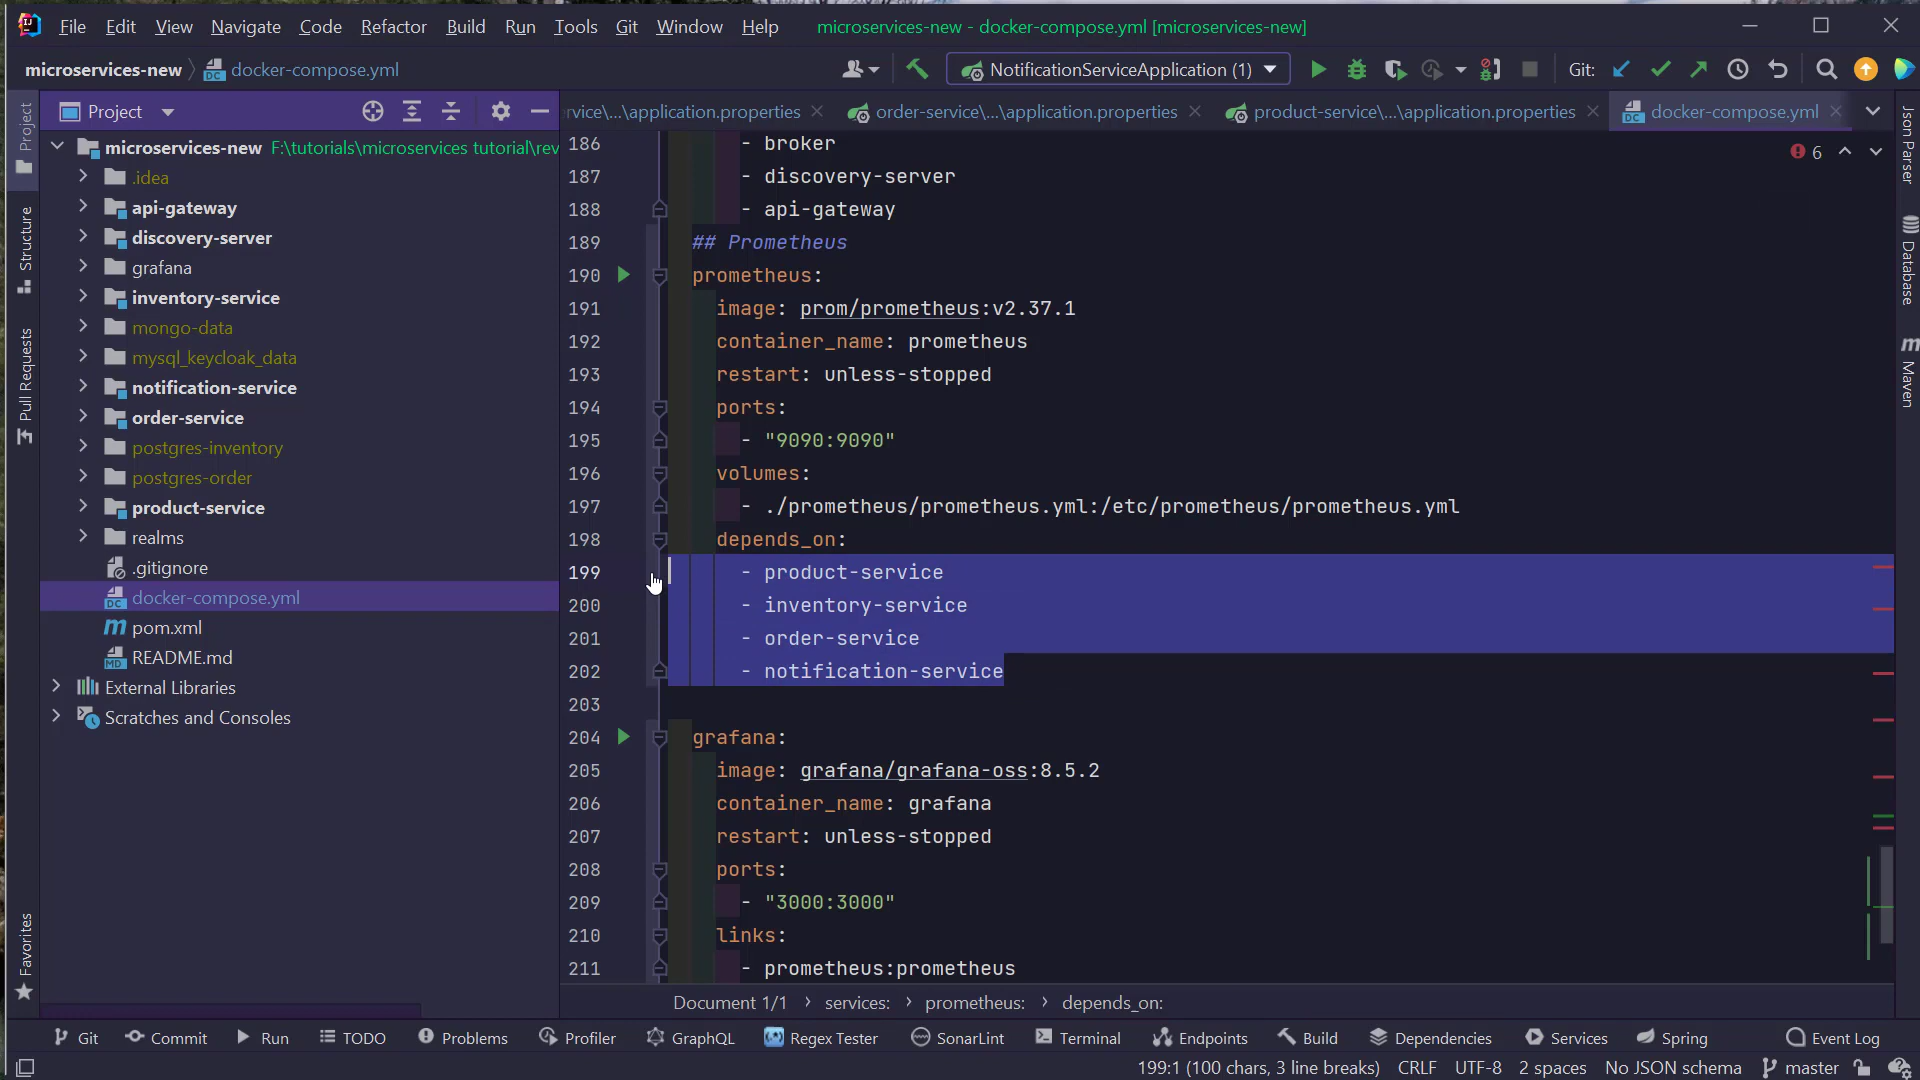 File Edit View Navigate Code Refactor Build Run Tools Git Window Help microservices-new - docker-compose.yml [microservices-new]
microservices-new docker-compose.yml NotificationServiceApplication (1) Git:
Project
rvice\...\application.properties order-service\...\application.properties product-service\...\application.properties docker-compose.yml
microservices-new F:\tutorials\microservices tutorial\rev
.idea
api-gateway
discovery-server
grafana
inventory-service
mongo-data
mysql_keycloak_data
notification-service
order-service
postgres-inventory
postgres-order
product-service
realms
.gitignore
docker-compose.yml
pom.xml
README.md
External Libraries
Scratches and Consoles
Project
Structure
Pull Requests
Favorites
186 - broker
187 - discovery-server
188 - api-gateway
189 ## Prometheus
190 prometheus:
191 image: prom/prometheus:v2.37.1
192 container_name: prometheus
193 restart: unless-stopped
194 ports:
195 - "9090:9090"
196 volumes:
197 - ./prometheus/prometheus.yml:/etc/prometheus/prometheus.yml
198 depends_on:
199 - product-service
200 - inventory-service
201 - order-service
202 - notification-service
203
204 grafana:
205 image: grafana/grafana-oss:8.5.2
206 container_name: grafana
207 restart: unless-stopped
208 ports:
209 - "3000:3000"
210 links:
211 - prometheus:prometheus
6
Json Parser
Database
Maven
Document 1/1 services: prometheus: depends_on:
Git Commit Run TODO Problems Profiler GraphQL Regex Tester SonarLint Terminal Endpoints Build Dependencies Services Spring Event Log
199:1 (100 chars, 3 line breaks) CRLF UTF-8 2 spaces No JSON schema master